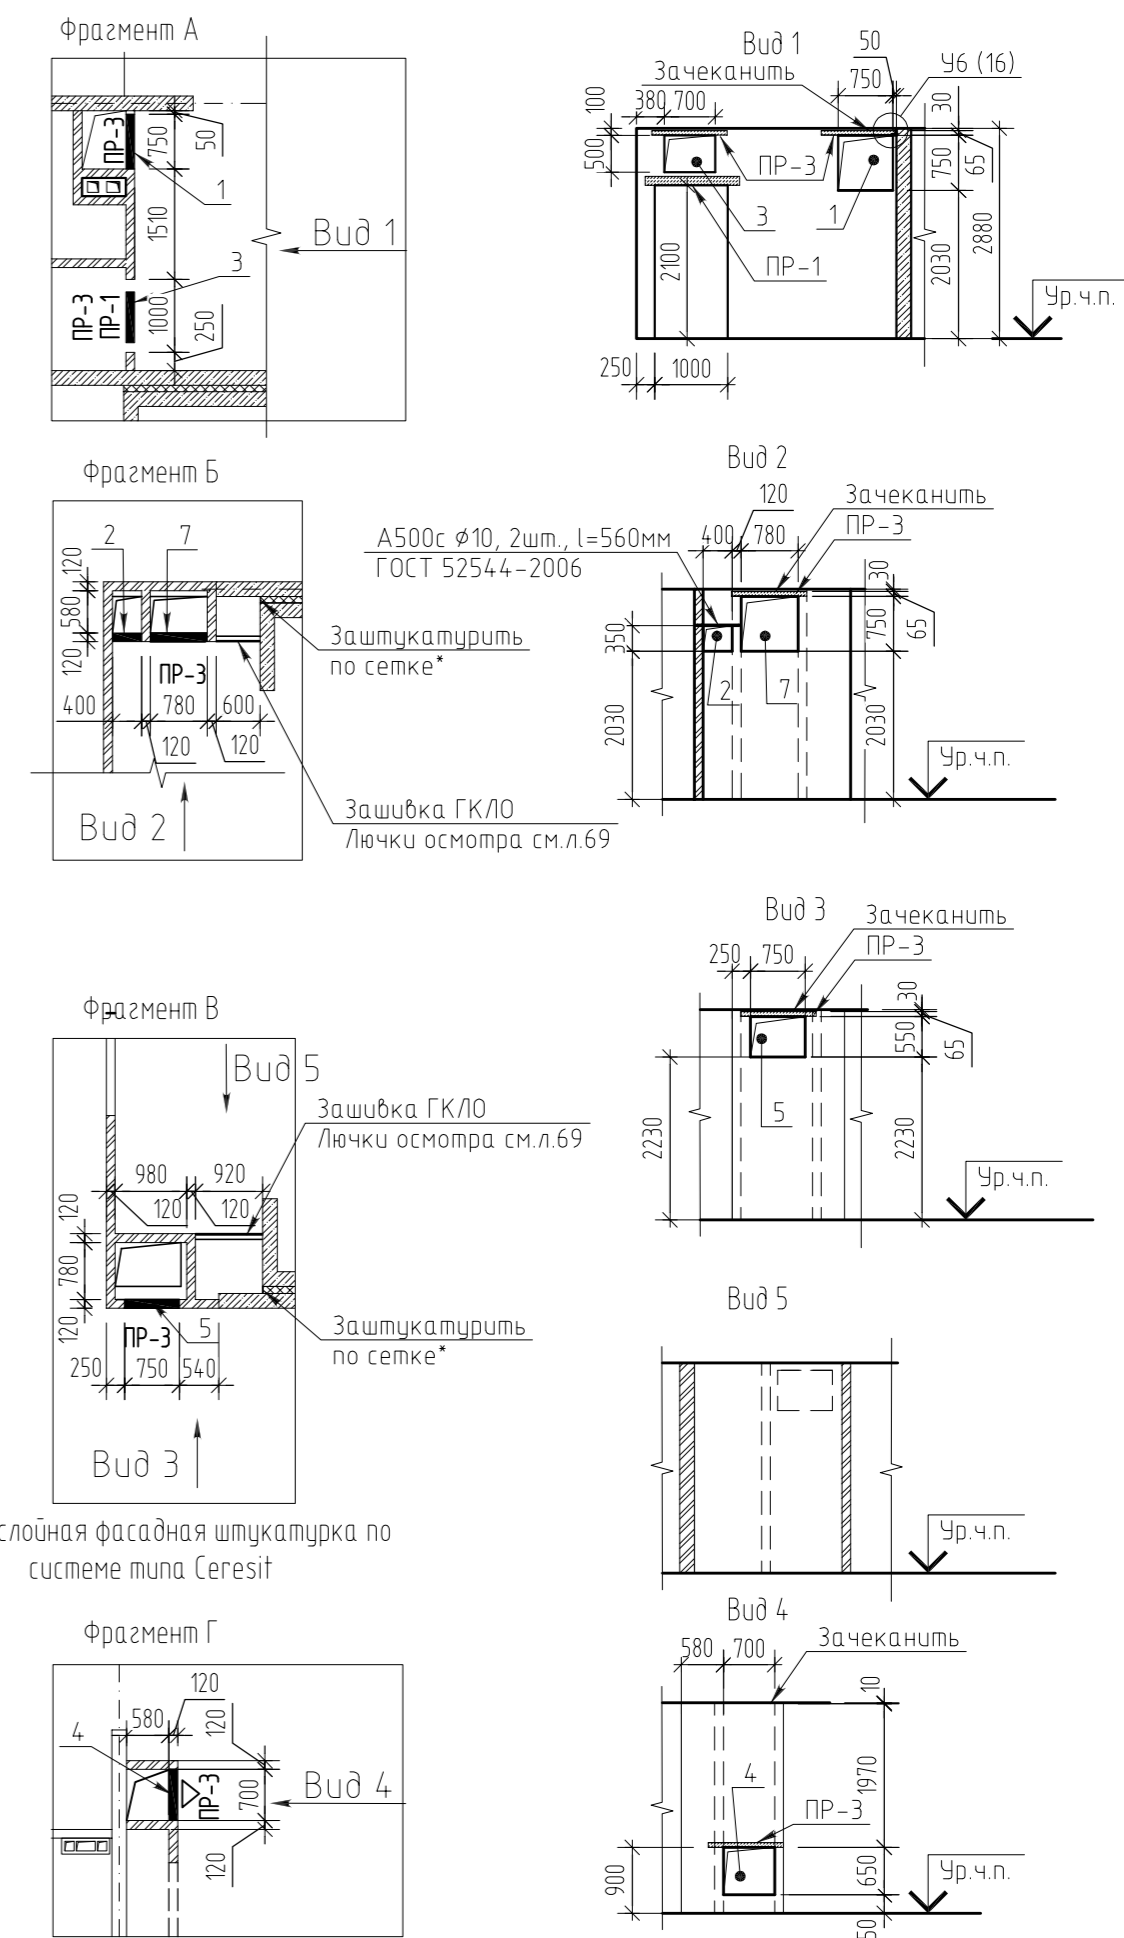 Фрагмент А
ПР-3
750
50
1
1510
Вид 1
3
ПР-3
ПР-1
1000
250
Вид 1
50
Зачеканить
750
У6 (16)
100
380
700
30
500
ПР-3
750
65
3
1
2880
2100
ПР-1
2030
Ур.ч.п.
250
1000
Фрагмент Б
2
7
120
580
120
ПР-3
400
780
600
120
120
Вид 2
Заштукатурить
по сетке*
Зашивка ГКЛО
Лючки осмотра см.л.69
Вид 2
120
Зачеканить
А500с Ø10, 2шт., l=560мм
ГОСТ 52544-2006
400
780
ПР-3
30
350
750
65
2
7
2030
2030
Ур.ч.п.
Фрагмент В
Вид 5
Зашивка ГКЛО
Лючки осмотра см.л.69
980
920
120
120
120
780
120
ПР-3
5
Заштукатурить
по сетке*
250
750
540
Вид 3
Вид 3
Зачеканить
250
750
ПР-3
30
550
65
5
2230
2230
Ур.ч.п.
Вид 5
Ур.ч.п.
слойная фасадная штукатурка по
системе типа Ceresit
Фрагмент Г
120
580
120
4
ПР-3
700
Вид 4
120
Вид 4
580
700
Зачеканить
10
1970
4
ПР-3
900
650
Ур.ч.п.